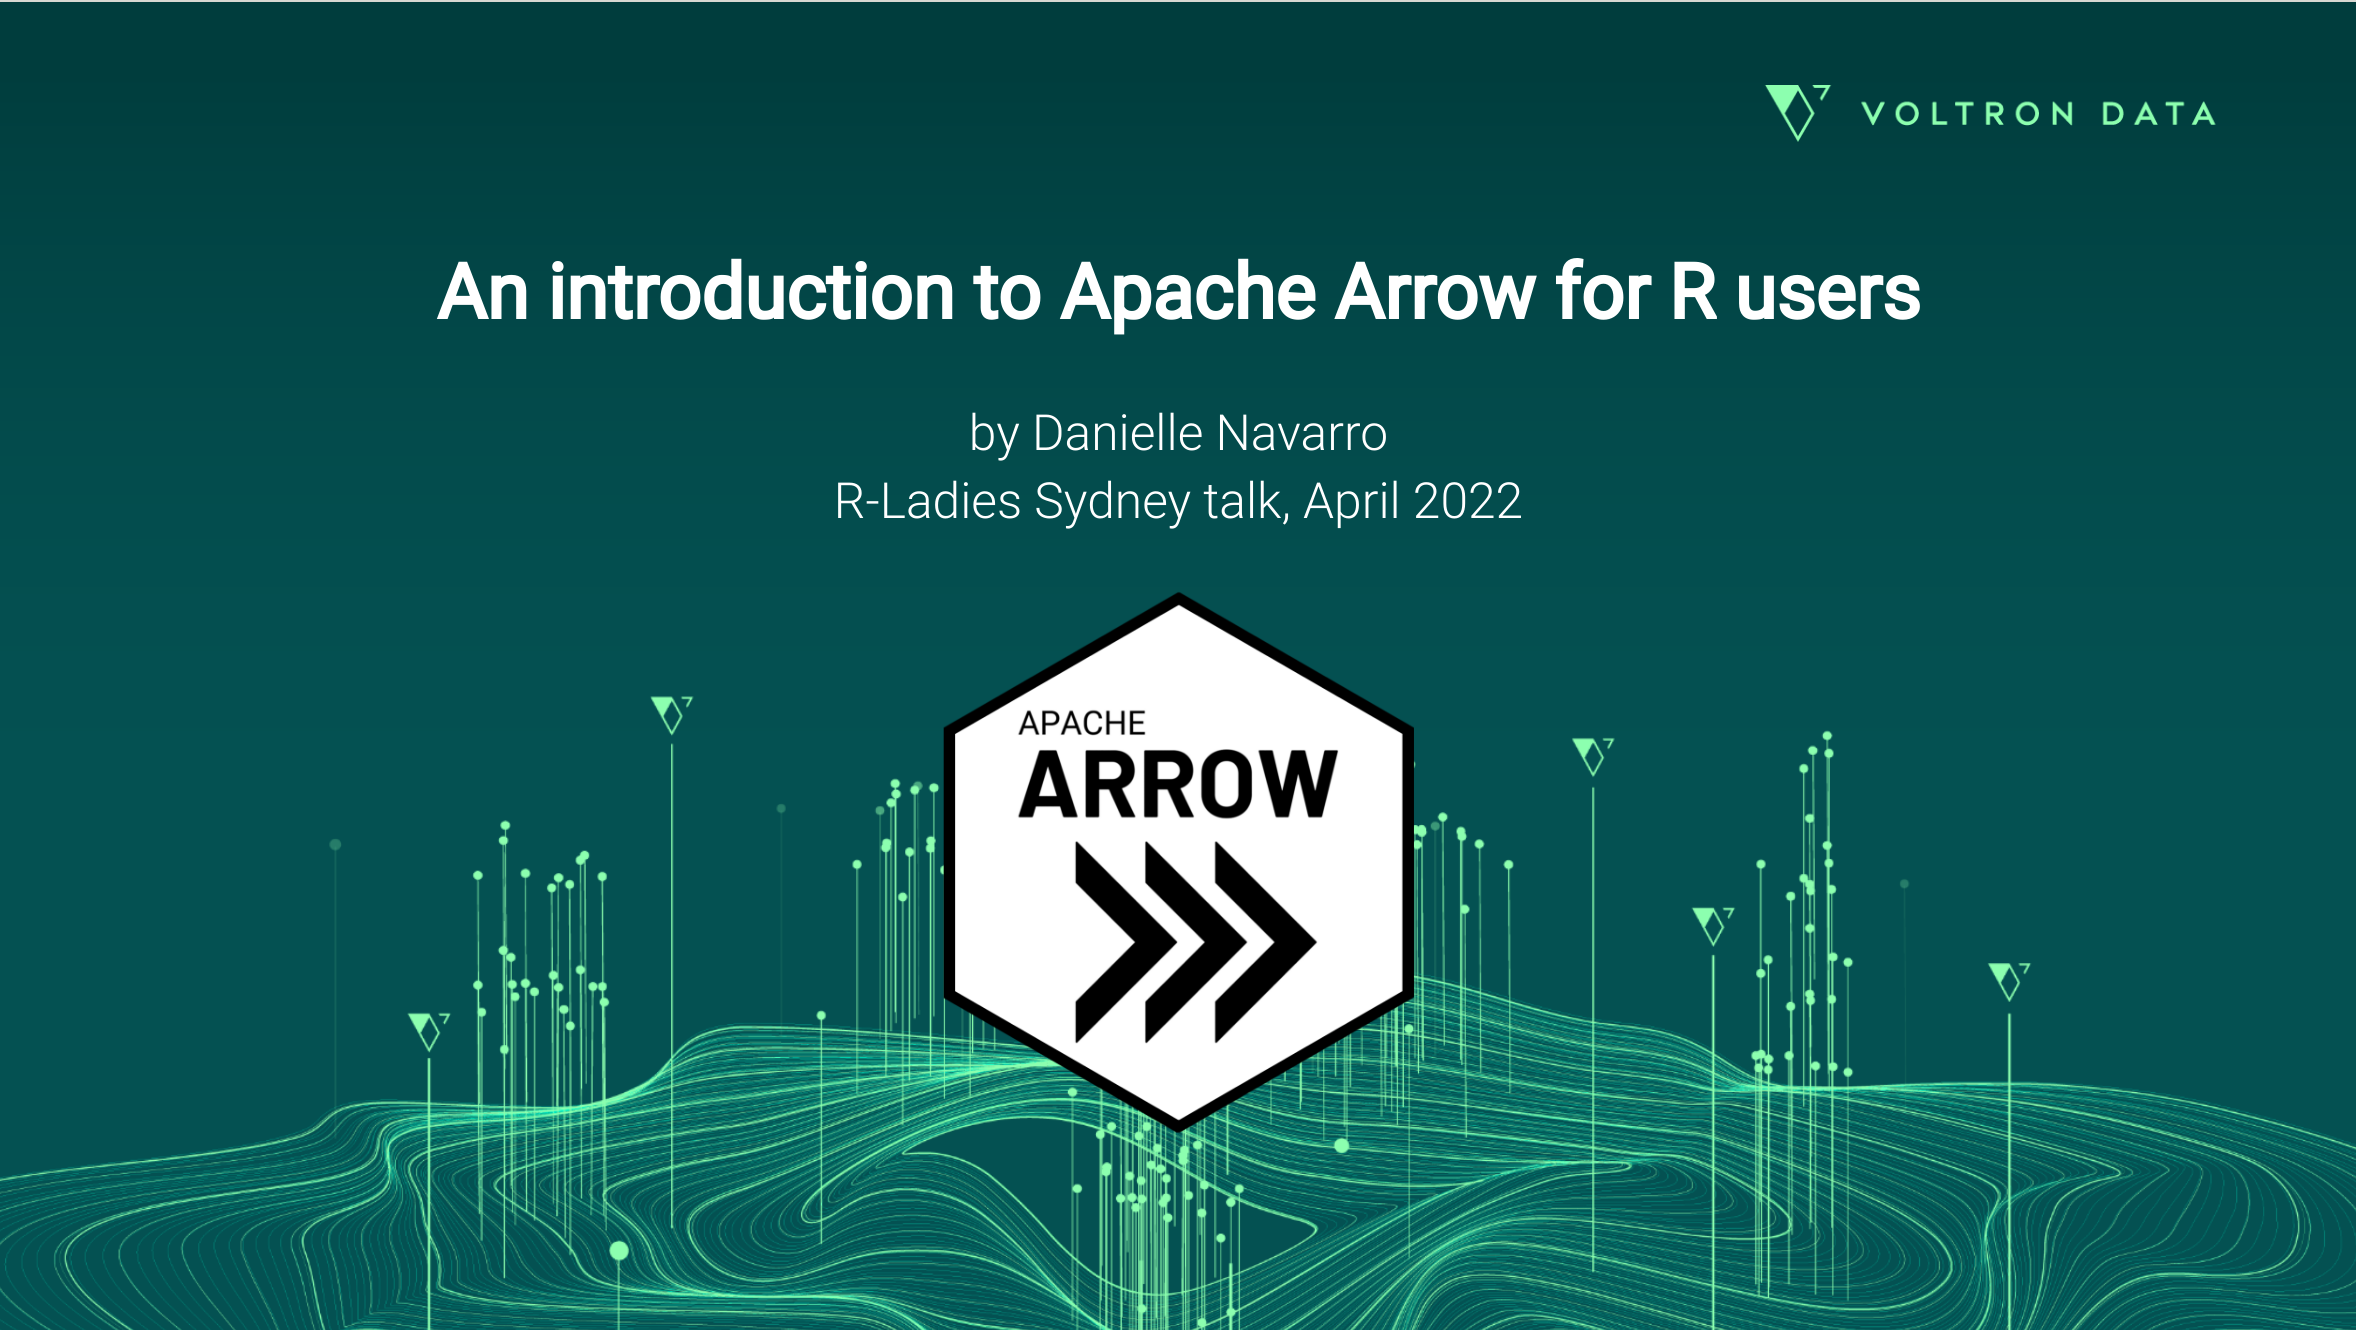 VOLTRON DATA
An introduction to Apache Arrow for R users
by Danielle Navarro
R-Ladies Sydney talk, April 2022
APACHE
ARROW